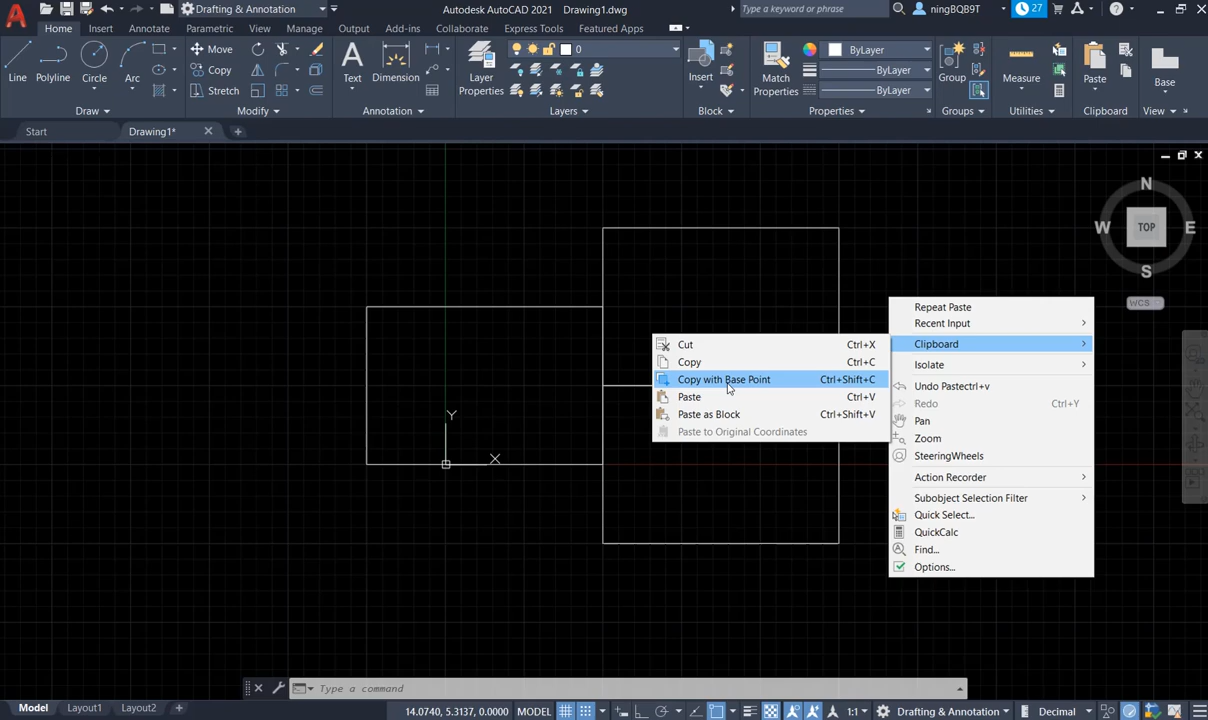 Drafting & Annotation
Autodesk AutoCAD 2021 Drawing1.dwg
Type a keyword or phrase
ningBQB9T
27
Home Insert Annotate Parametric View Manage Output Add-ins Collaborate Express Tools Featured Apps
Line Polyline Circle Arc
Move
Copy
Stretch
Text Dimension
Layer
Properties
0
Insert
Match
Properties
ByLayer
ByLayer
ByLayer
Group
Measure
Paste
Base
Draw Modify Annotation Layers Block Properties Groups Utilities Clipboard View
Start Drawing1*
N
W TOP E
S
WCS
Y
X
Cut Ctrl+X
Copy Ctrl+C
Copy with Base Point Ctrl+Shift+C
Paste Ctrl+V
Paste as Block Ctrl+Shift+V
Paste to Original Coordinates
Repeat Paste
Recent Input
Clipboard
Isolate
Undo Pastectrl+v
Redo Ctrl+Y
Pan
Zoom
SteeringWheels
Action Recorder
Subobject Selection Filter
Quick Select...
QuickCalc
Find...
Options...
Type a command
Model Layout1 Layout2 +
14.0740, 5.3137, 0.0000 MODEL 1:1 Drafting & Annotation Decimal